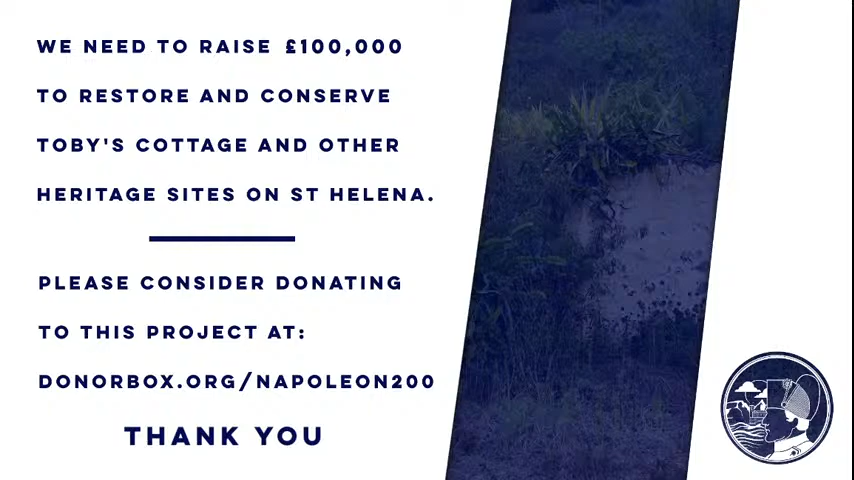 WE NEED TO RAISE £100,000
TO RESTORE AND CONSERVE
TOBY'S COTTAGE AND OTHER
HERITAGE SITES ON ST HELENA.
PLEASE CONSIDER DONATING
TO THIS PROJECT AT:
DONORBOX.ORG/NAPOLEON200
THANK YOU